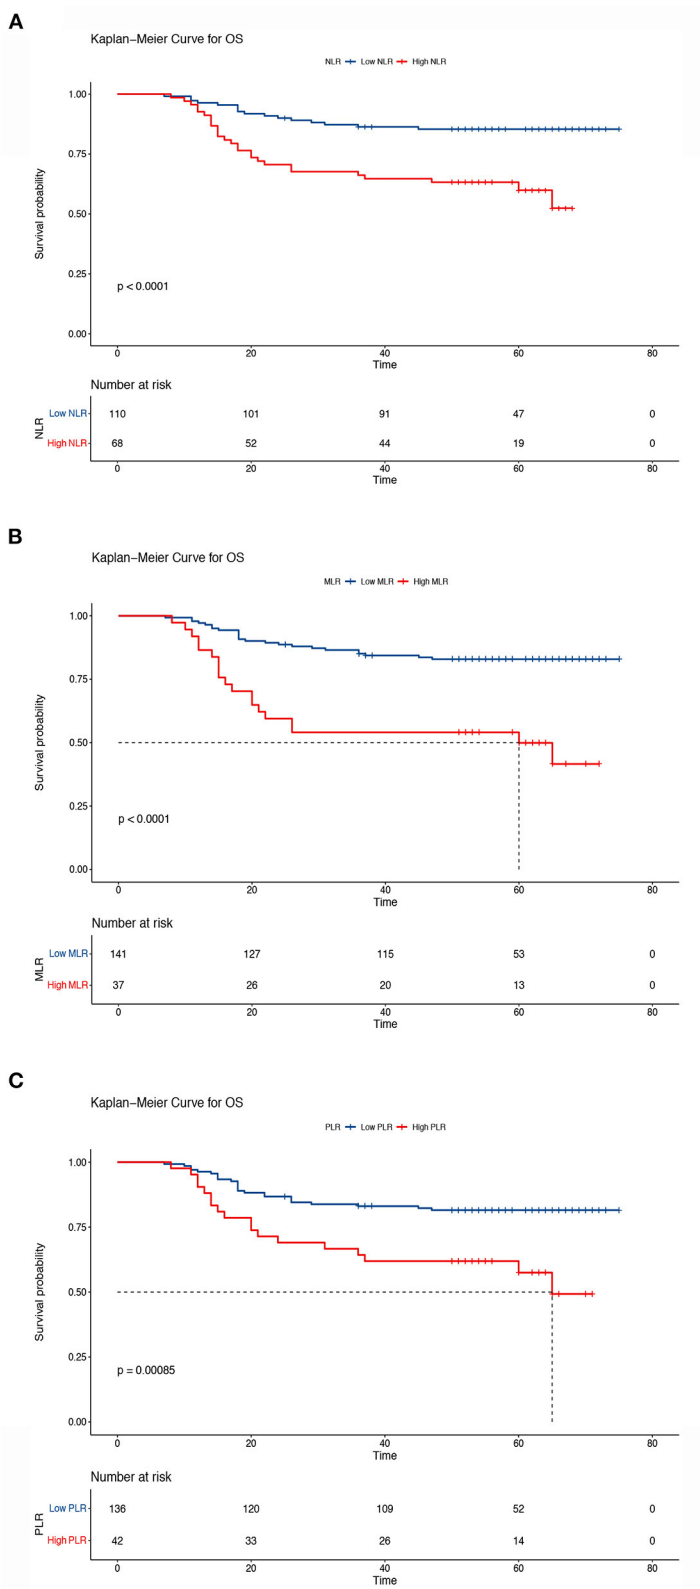 A
Kaplan−Meier Curve for OS
NLR Low NLR High NLR
1.00
0.75
0.50
0.25
0.00
Survival probability
p < 0.0001
0 20 40 60 80
Time
Number at risk
NLR
Low NLR 110 101 91 47 0
High NLR 68 52 44 19 0
0 20 40 60 80
Time
B
Kaplan−Meier Curve for OS
MLR Low MLR High MLR
1.00
0.75
0.50
0.25
0.00
Survival probability
p < 0.0001
0 20 40 60 80
Time
Number at risk
MLR
Low MLR 141 127 115 53 0
High MLR 37 26 20 13 0
0 20 40 60 80
Time
C
Kaplan−Meier Curve for OS
PLR Low PLR High PLR
1.00
0.75
0.50
0.25
0.00
Survival probability
p = 0.00085
0 20 40 60 80
Time
Number at risk
PLR
Low PLR 136 120 109 52 0
High PLR 42 33 26 14 0
0 20 40 60 80
Time